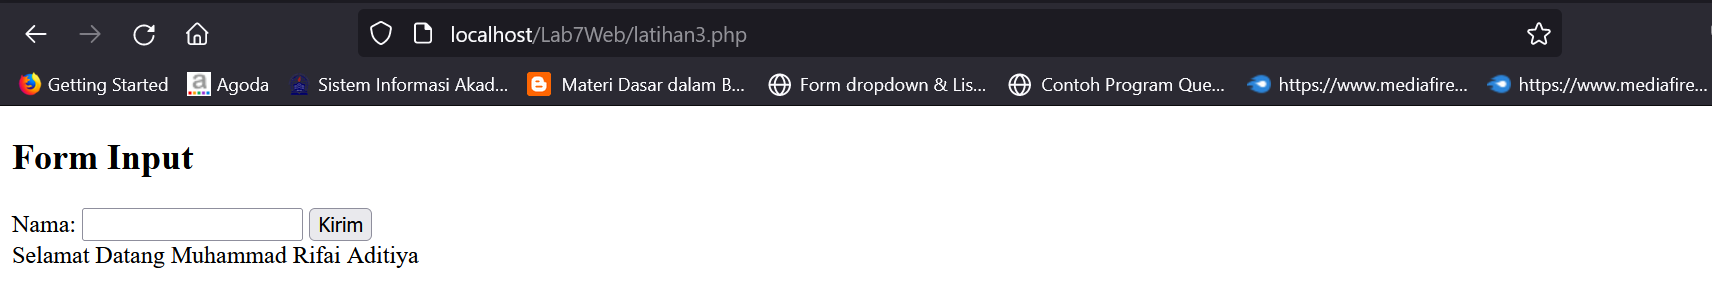 localhost/Lab7Web/latihan3.php
Getting Started Agoda Sistem Informasi Akad... Materi Dasar dalam B... Form dropdown & Lis... Contoh Program Que... https://www.mediafire... https://www.mediafire...
Form Input
Nama: Kirim
Selamat Datang Muhammad Rifai Aditiya